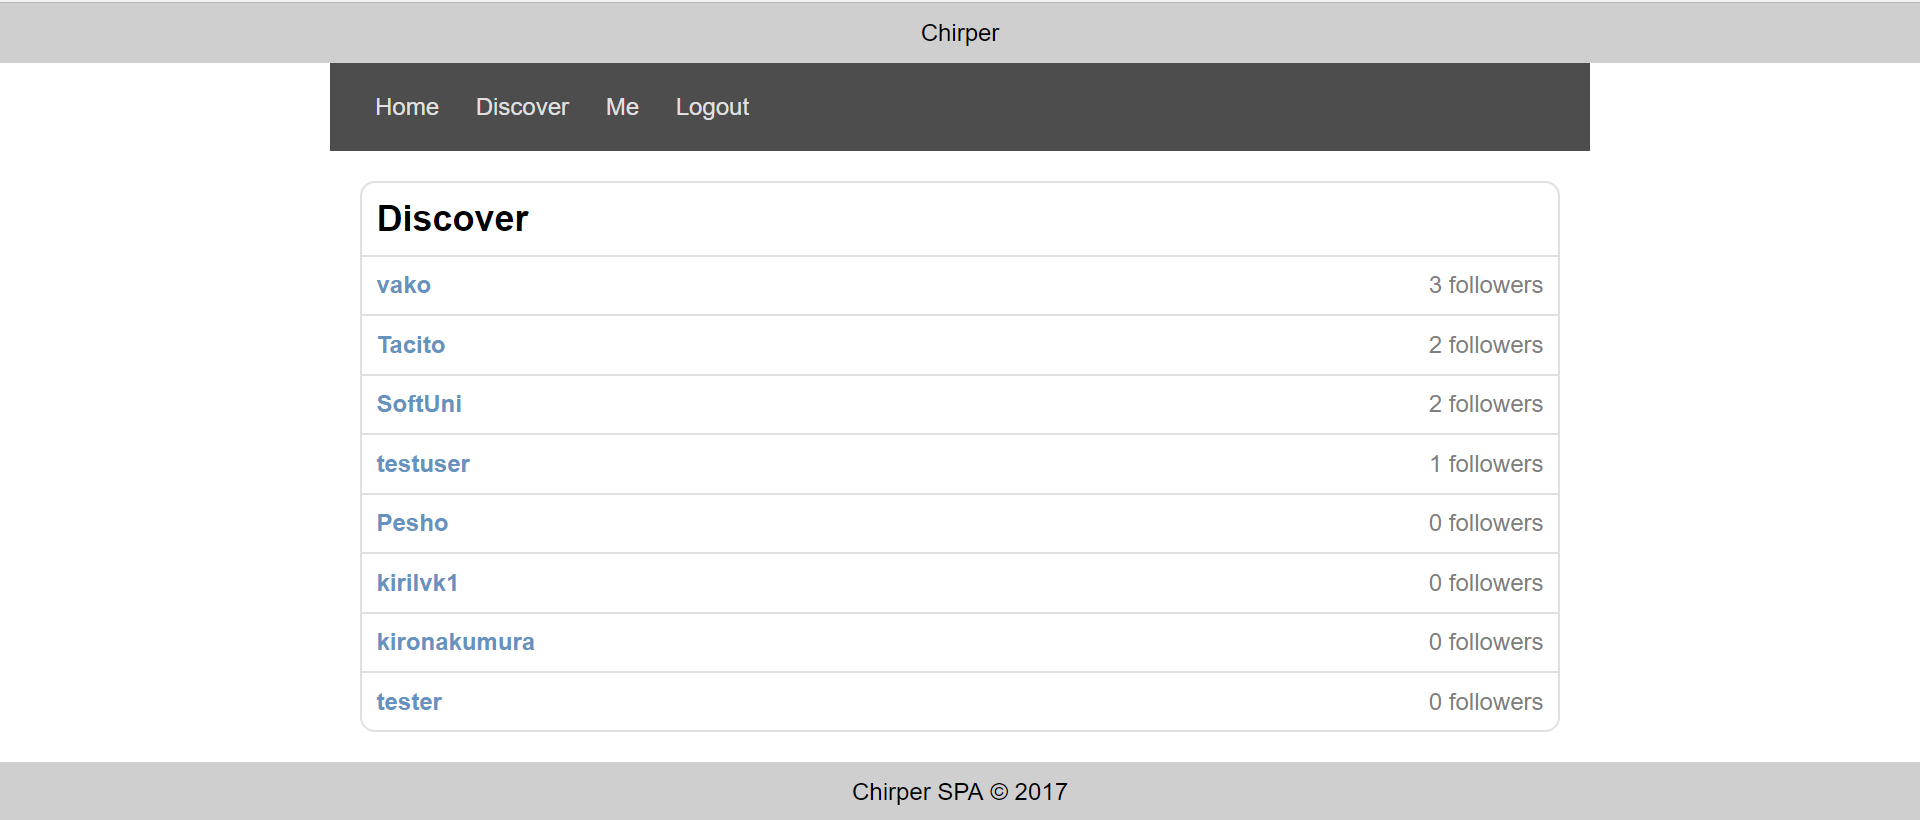 Chirper
Home Discover Me Logout
Discover
vako 3 followers
Tacito 2 followers
SoftUni 2 followers
testuser 1 followers
Pesho 0 followers
kirilvk1 0 followers
kironakumura 0 followers
tester 0 followers
Chirper SPA © 2017